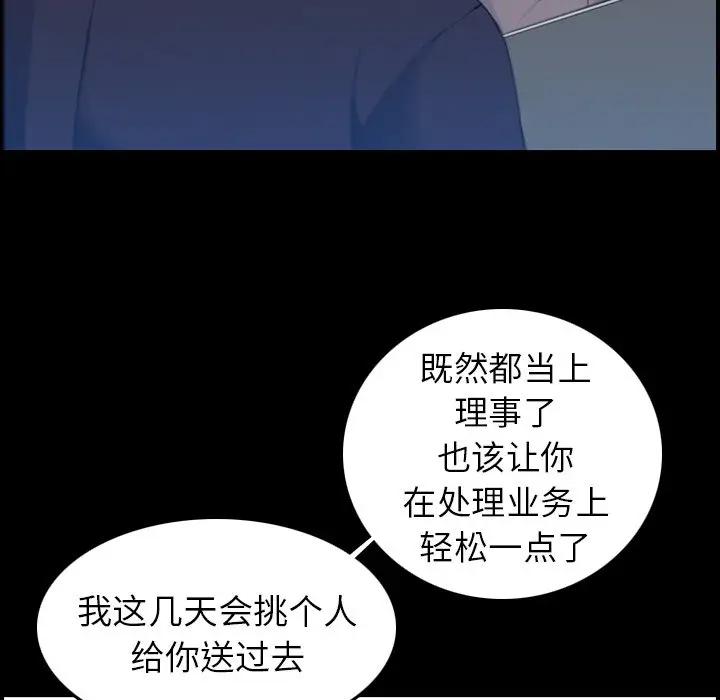 既然都当上
理事了
也该让你
在处理业务上
轻松一点了
我这几天会挑个人
给你送过去